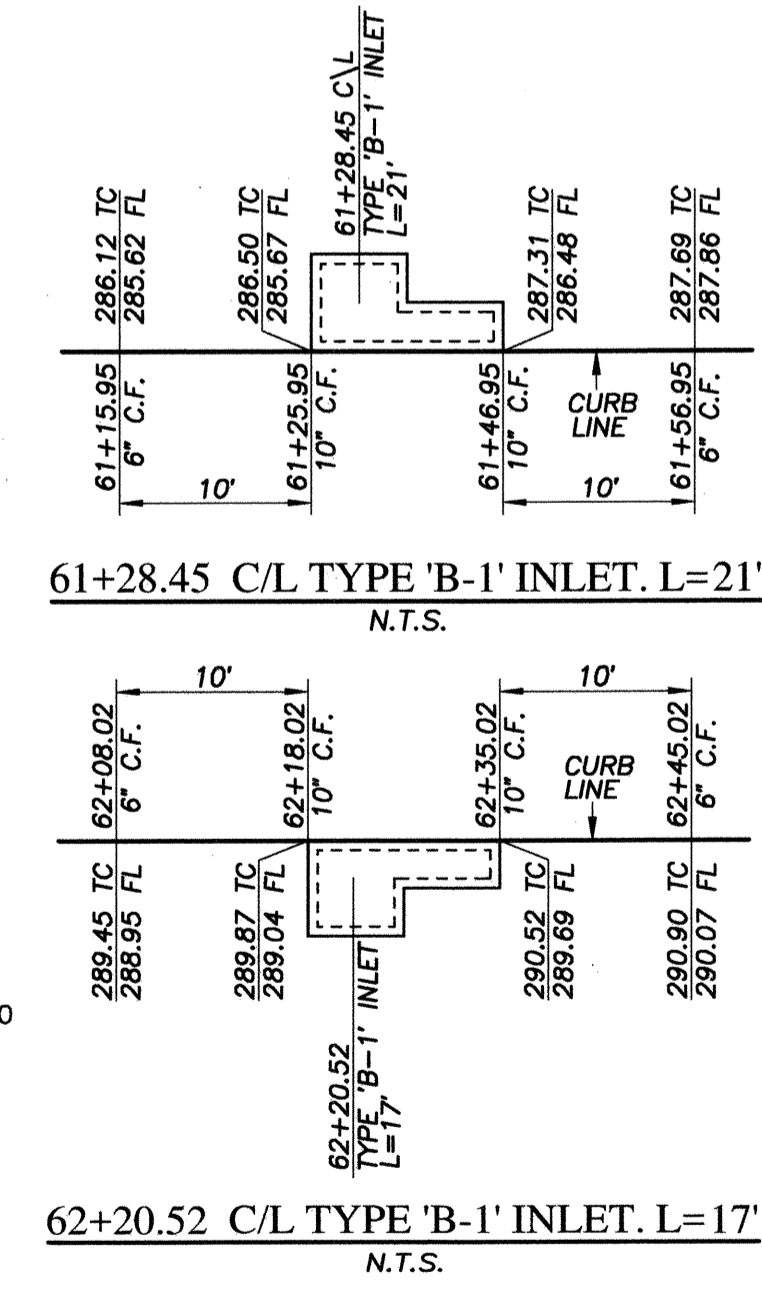 61+28.45 C\L
TYPE 'B-1' INLET
L=21'
286.12 TC
285.62 FL
286.50 TC
285.67 FL
287.31 TC
286.48 FL
287.69 TC
287.86 FL
61+15.95
6" C.F.
61+25.95
10" C.F.
61+46.95
10" C.F.
61+56.95
6" C.F.
CURB
LINE
10'
10'
61+28.45 C/L TYPE 'B-1' INLET. L=21'
N.T.S.
10'
10'
62+08.02
6" C.F.
62+18.02
10" C.F.
62+35.02
10" C.F.
62+45.02
6" C.F.
CURB
LINE
289.45 TC
288.95 FL
289.87 TC
289.04 FL
290.52 TC
289.69 FL
290.90 TC
290.07 FL
0
62+20.52
TYPE 'B-1' INLET
L=17'
62+20.52 C/L TYPE 'B-1' INLET. L=17'
N.T.S.